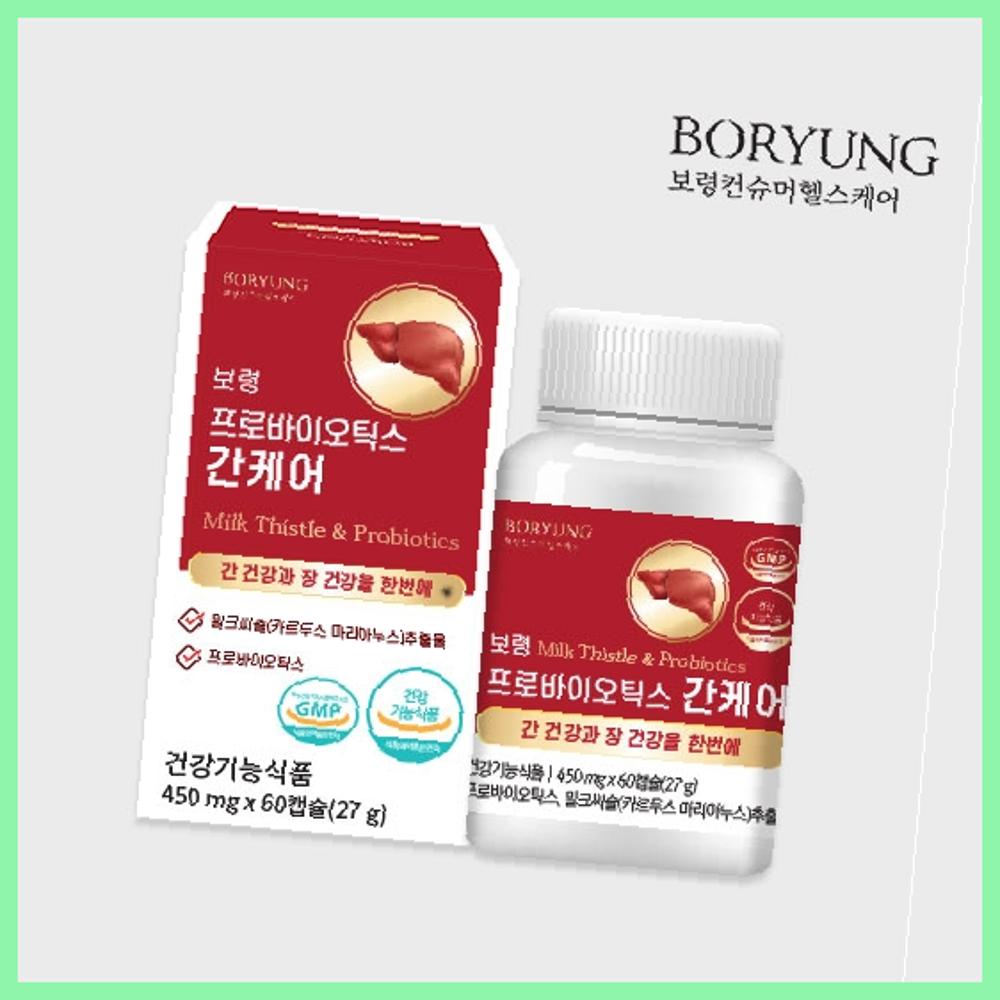 BORYUNG
보령컨슈머헬스케어
BORYUNG
보령
프로바이오틱스
간케어
Milk Thistle & Probiotics
간 건강과 장 건강을 한번에
밀크씨슬(카르두스 마리아누스)추출물
프로바이오틱스
GMP
건강
기능식품
건강기능식품
450 mg x 60캡슐(27 g)
BORYUNG
GMP
건강
기능식품
보령 Milk Thistle & Probiotics
프로바이오틱스 간케어
간 건강과 장 건강을 한번에
건강기능식품 | 450 mg x 60캡슐(27 g)
프로바이오틱스, 밀크씨슬(카르두스 마리아누스)추출